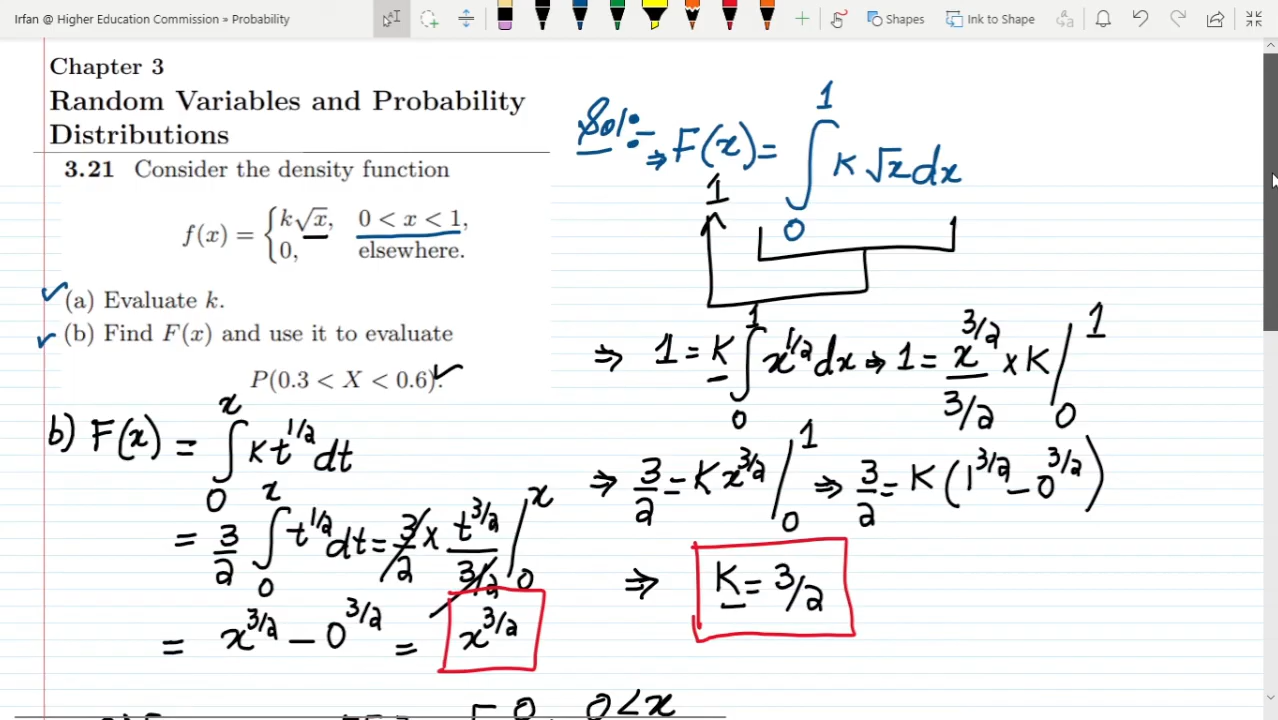 Irfan @ Higher Education Commission » Probability
Shapes
Ink to Shape
Chapter 3
Random Variables and Probability
Distributions
3.21 Consider the density function
f(x) = { k√x, 0 < x < 1,
0, elsewhere.
(a) Evaluate k.
(b) Find F(x) and use it to evaluate
P(0.3 < X < 0.6).
Sol:- ⇒ F(x) = ∫₀¹ K √x dx
1
⇒ 1 = K ∫₀¹ x^1/2 dx ⇒ 1 = x^3/2 / 3/2 × K |₀¹
⇒ 3/2 = K x^3/2 |₀¹ ⇒ 3/2 = K (1^3/2 − 0^3/2)
⇒ K = 3/2
b) F(x) = ∫₀ˣ K t^1/2 dt
= 3/2 ∫₀ˣ t^1/2 dt = 3/2 × t^3/2 / 3/2 |₀ˣ
= x^3/2 − 0^3/2 = x^3/2
0 , 0 < x